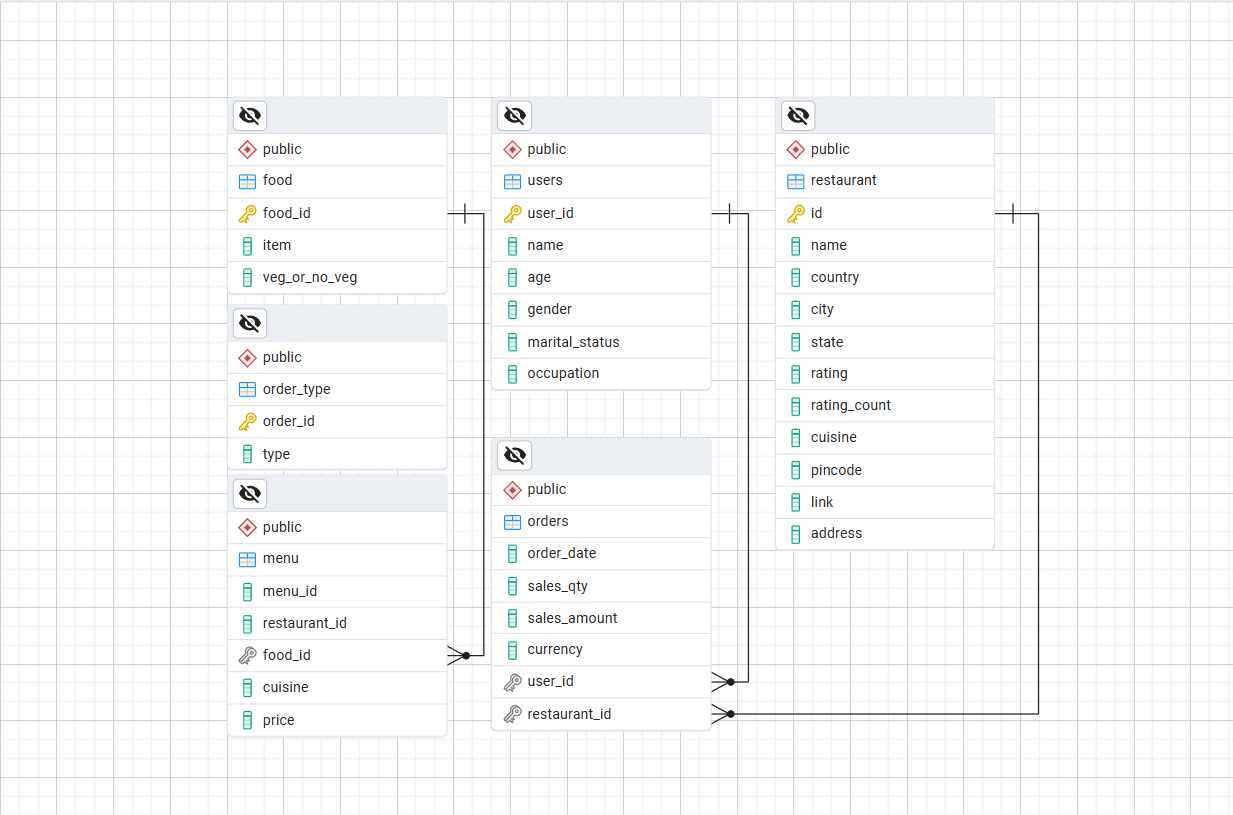 public
food
food_id
item
veg_or_no_veg
public
order_type
order_id
type
public
menu
menu_id
restaurant_id
food_id
cuisine
price
public
users
user_id
name
age
gender
marital_status
occupation
public
orders
order_date
sales_qty
sales_amount
currency
user_id
restaurant_id
public
restaurant
id
name
country
city
state
rating
rating_count
cuisine
pincode
link
address